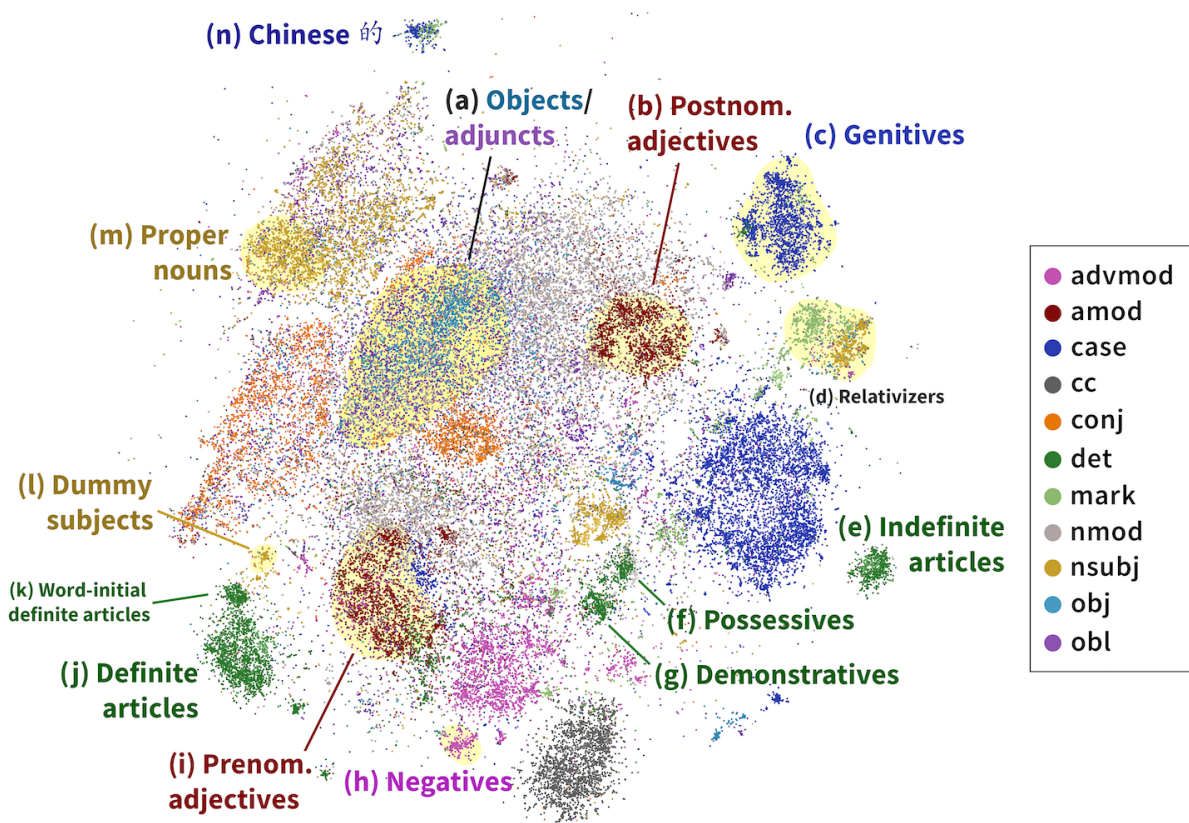 (n) Chinese 的
(a) Objects/
adjuncts
(b) Postnom.
adjectives
(c) Genitives
(m) Proper
nouns
(d) Relativizers
(l) Dummy
subjects
(e) Indefinite
articles
(k) Word-initial
definite articles
(f) Possessives
(j) Definite
articles
(g) Demonstratives
(i) Prenom.
adjectives
(h) Negatives
advmod
amod
case
cc
conj
det
mark
nmod
nsubj
obj
obl